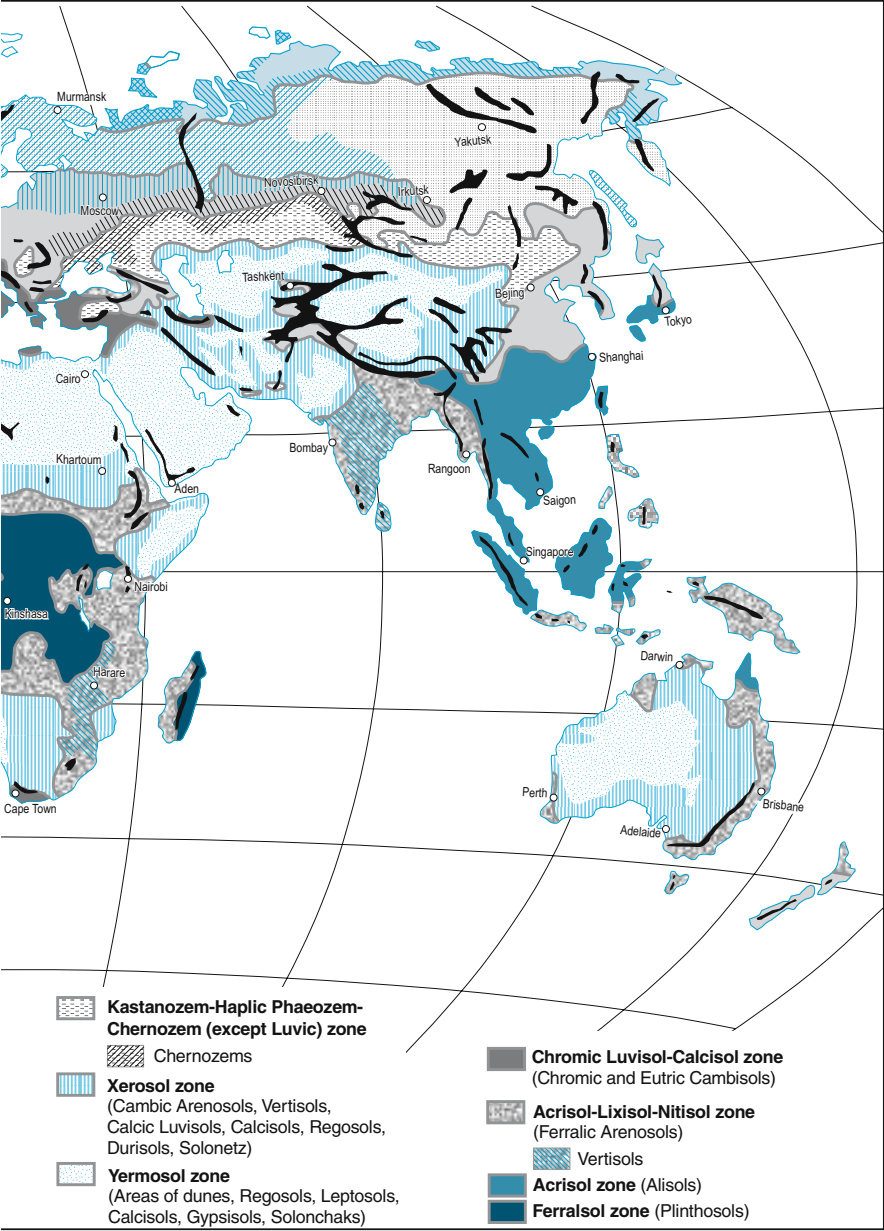 Murmansk
Yakutsk
Novosibirsk
Irkutsk
Moscow
Tashkent
Bejing
Tokyo
Shanghai
Cairo
Bombay
Khartoum
Rangoon
Aden
Saigon
Singapore
Nairobi
Kinshasa
Darwin
Harare
Perth
Cape Town
Brisbane
Adelaide
Kastanozem-Haplic Phaeozem-
Chernozem (except Luvic) zone
Chernozems
Xerosol zone
(Cambic Arenosols, Vertisols,
Calcic Luvisols, Calcisols, Regosols,
Durisols, Solonetz)
Yermosol zone
(Areas of dunes, Regosols, Leptosols,
Calcisols, Gypsisols, Solonchaks)
Chromic Luvisol-Calcisol zone
(Chromic and Eutric Cambisols)
Acrisol-Lixisol-Nitisol zone
(Ferralic Arenosols)
Vertisols
Acrisol zone (Alisols)
Ferralsol zone (Plinthosols)